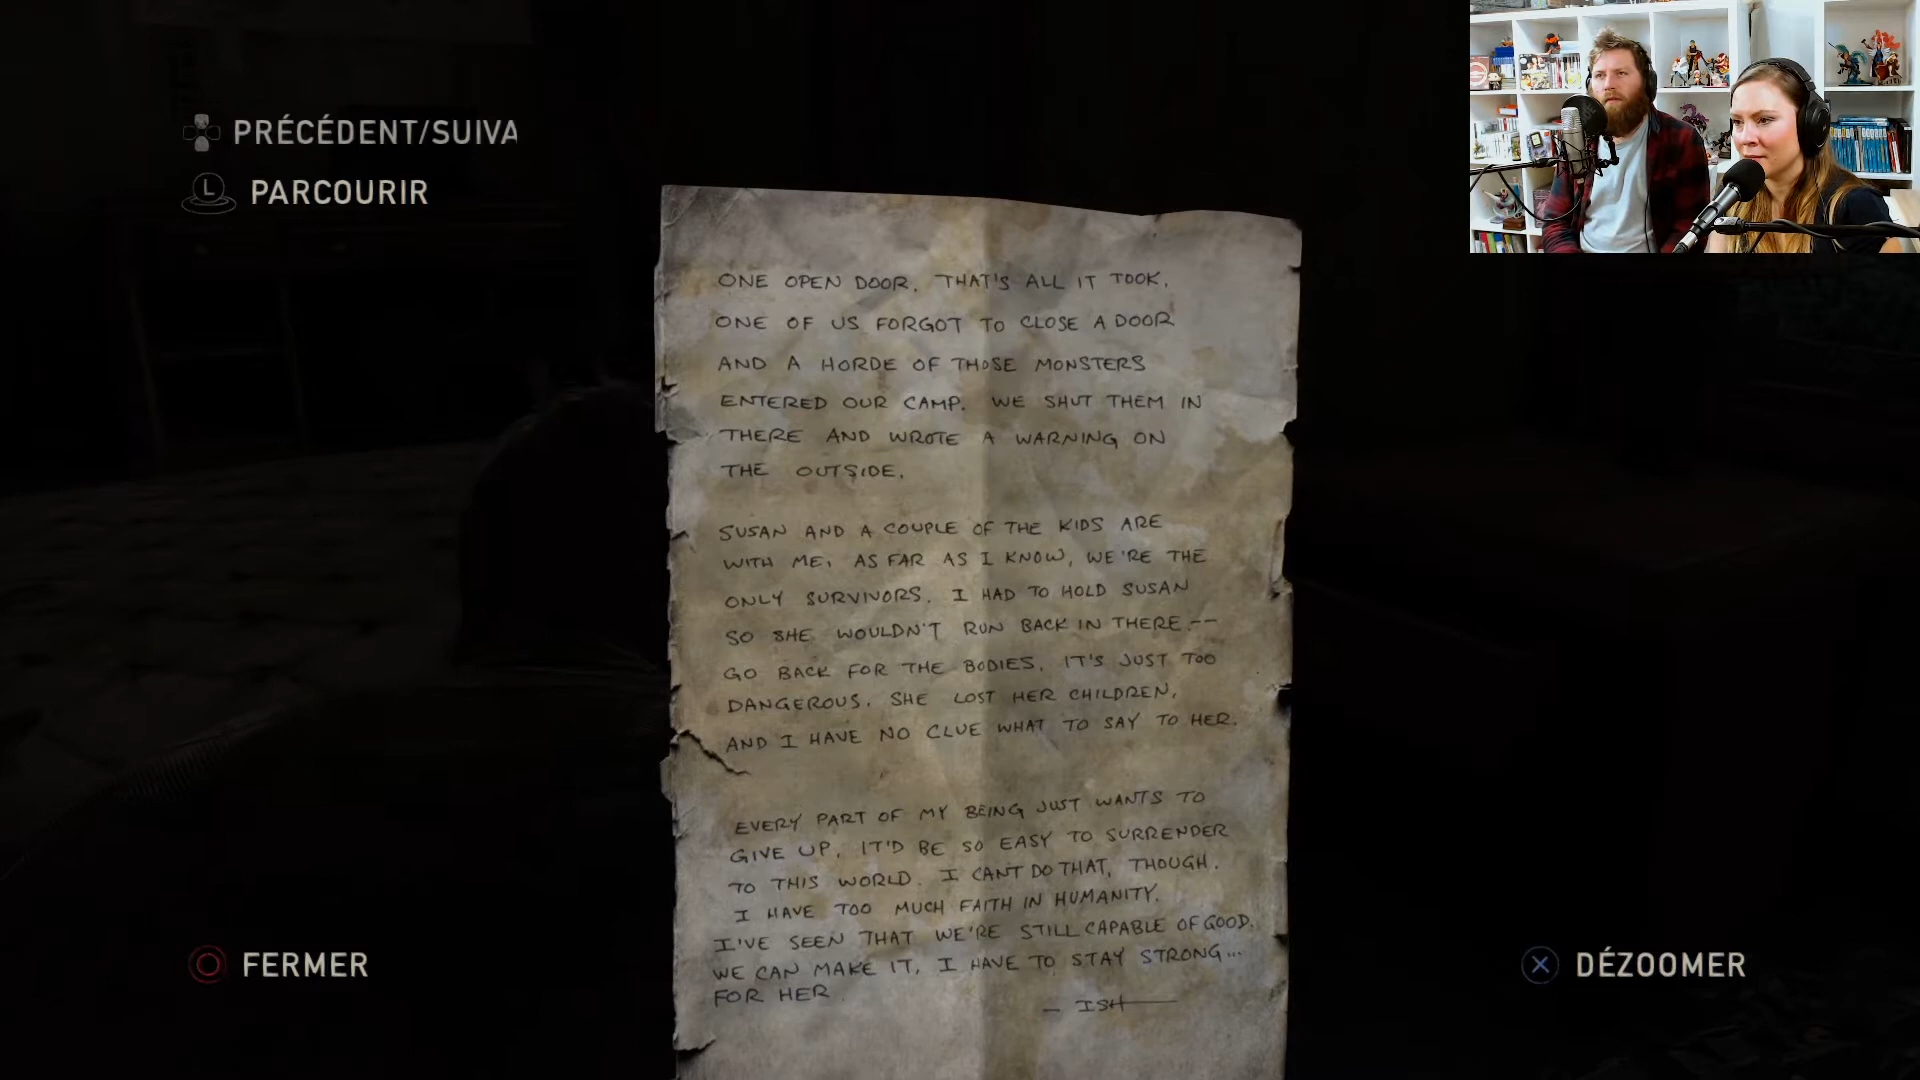 PRÉCÉDENT/SUIVA
L
PARCOURIR
ONE OPEN DOOR. THAT'S ALL IT TOOK.
ONE OF US FORGOT TO CLOSE A DOOR
AND A HORDE OF THOSE MONSTERS
ENTERED OUR CAMP. WE SHUT THEM IN
THERE AND WROTE A WARNING ON
THE OUTSIDE.
SUSAN AND A COUPLE OF THE KIDS ARE
WITH ME. AS FAR AS I KNOW, WE'RE THE
ONLY SURVIVORS. I HAD TO HOLD SUSAN
SO SHE WOULDN'T RUN BACK IN THERE.--
GO BACK FOR THE BODIES. IT'S JUST TOO
DANGEROUS. SHE LOST HER CHILDREN,
AND I HAVE NO CLUE WHAT TO SAY TO HER.
EVERY PART OF MY BEING JUST WANTS TO
GIVE UP. IT'D BE SO EASY TO SURRENDER
TO THIS WORLD. I CAN'T DO THAT, THOUGH.
I HAVE TOO MUCH FAITH IN HUMANITY.
I'VE SEEN THAT WE'RE STILL CAPABLE OF GOOD.
WE CAN MAKE IT. I HAVE TO STAY STRONG...
FOR HER.
— ISH
FERMER
DÉZOOMER